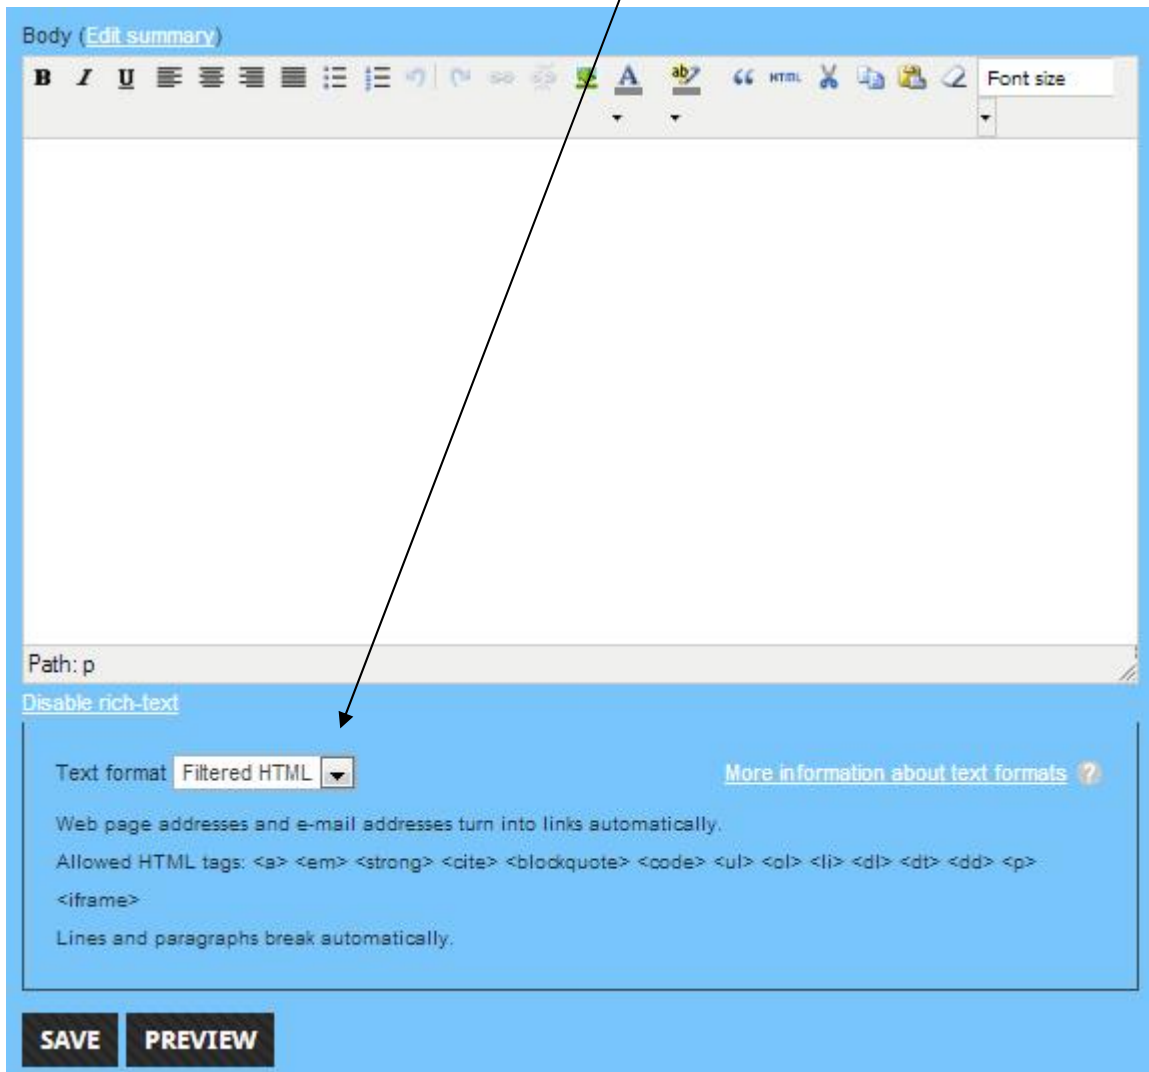 Body (Edit summary)
B I U A ab “ HTML Font size
Path: p
Disable rich-text
Text format Filtered HTML More information about text formats ?
Web page addresses and e-mail addresses turn into links automatically.
Allowed HTML tags: <a> <em> <strong> <cite> <blockquote> <code> <ul> <ol> <li> <dl> <dt> <dd> <p>
<iframe>
Lines and paragraphs break automatically.
SAVE PREVIEW